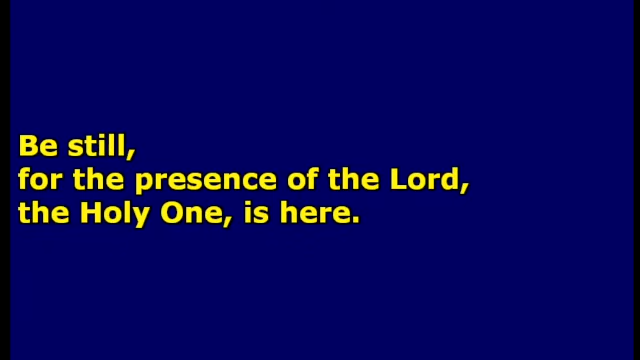 Be still,
for the presence of the Lord,
the Holy One, is here.